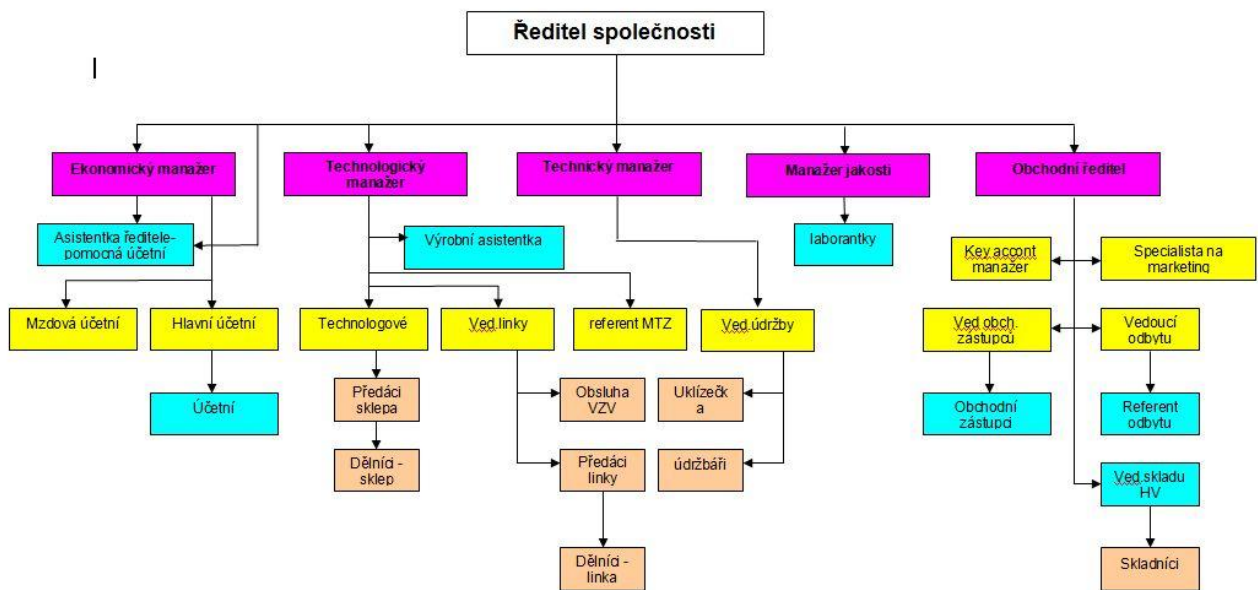 Ředitel společnosti
Ekonomický manažer
Technologický
manažer
Technický manažer
Manažer jakosti
Obchodní ředitel
Asistentka ředitele-
pomocná účetní
Výrobní asistentka
laborantky
Key accont
manažer
Specialista na
marketing
Mzdová účetní
Hlavní účetní
Technologové
Ved.linky
referent MTZ
Ved.údržby
Ved.obch.
zástupců
Vedoucí
odbytu
Účetní
Předáci
sklepa
Obsluha
VZV
Uklízečk
a
Obchodní
zástupci
Referent
odbytu
Dělníci -
sklep
Předáci
linky
údržbáři
Ved.skladu
HV
Dělníci -
linka
Skladníci